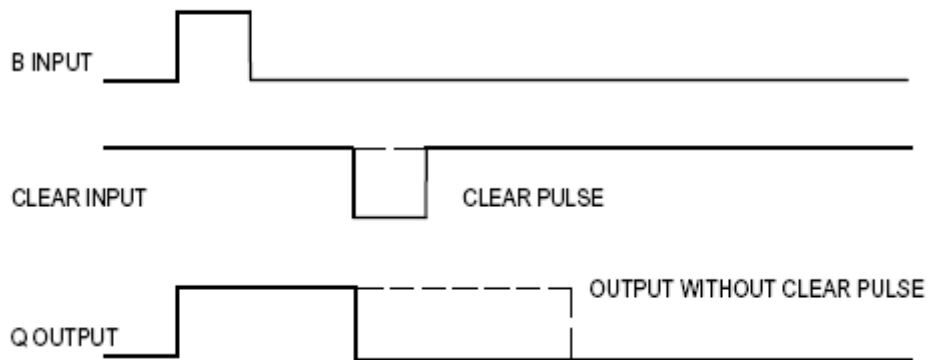 B INPUT
CLEAR INPUT
CLEAR PULSE
OUTPUT WITHOUT CLEAR PULSE
Q OUTPUT